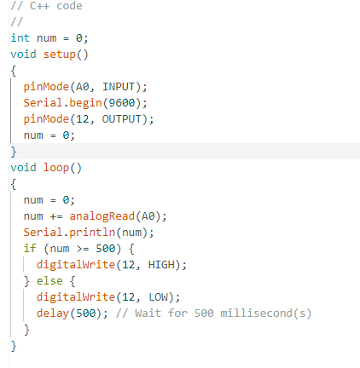 // C++ code
//
int num = 0;
void setup()
{
  pinMode(A0, INPUT);
  Serial.begin(9600);
  pinMode(12, OUTPUT);
  num = 0;
}
void loop()
{
  num = 0;
  num += analogRead(A0);
  Serial.println(num);
  if (num >= 500) {
    digitalWrite(12, HIGH);
  } else {
    digitalWrite(12, LOW);
    delay(500); // Wait for 500 millisecond(s)
  }
}